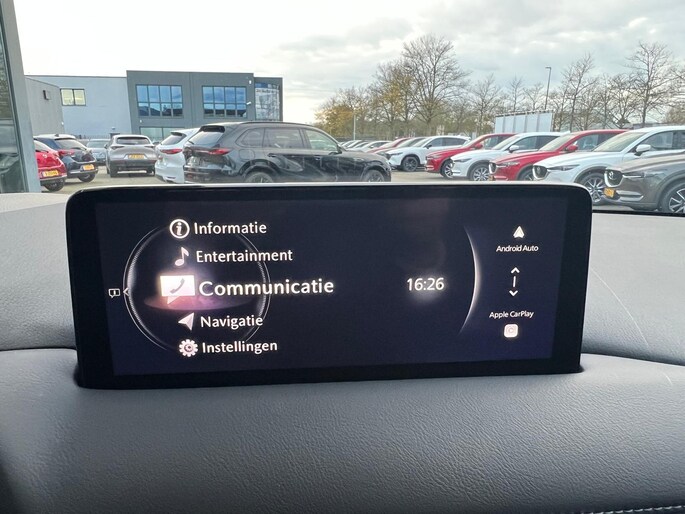 Informatie
Entertainment
Communicatie
Navigatie
Instellingen
16:26
Android Auto
Apple CarPlay